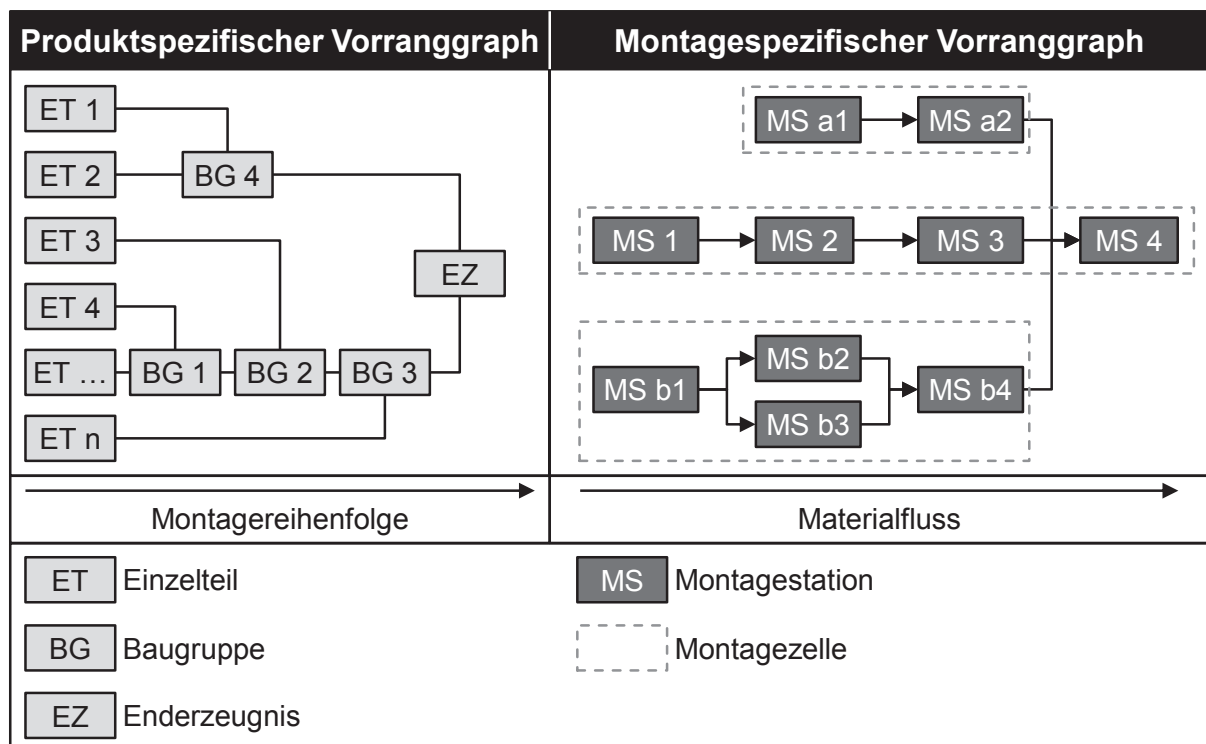 Produktspezifischer Vorranggraph
Montagespezifischer Vorranggraph
ET 1
ET 2
BG 4
ET 3
EZ
ET 4
ET …
BG 1
BG 2
BG 3
ET n
MS a1
MS a2
MS 1
MS 2
MS 3
MS 4
MS b1
MS b2
MS b3
MS b4
Montagereihenfolge
Materialfluss
ET Einzelteil
BG Baugruppe
EZ Enderzeugnis
MS Montagestation
Montagezelle